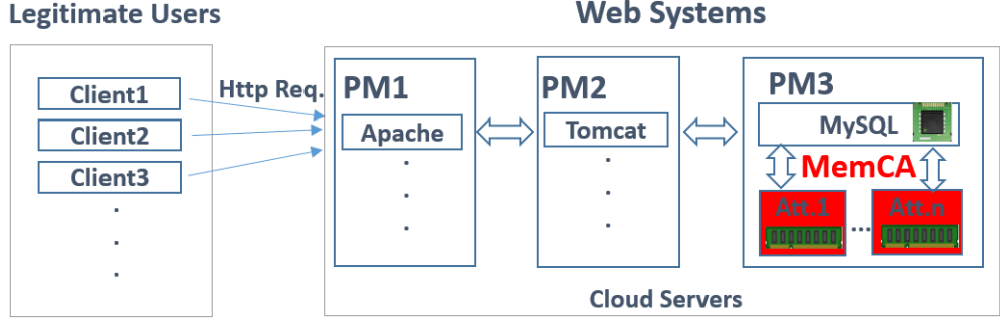 Legitimate Users
Web Systems
Client1
Client2
Client3
Http Req.
PM1
Apache
PM2
Tomcat
PM3
MySQL
MemCA
Att.1
...
Att.n
Cloud Servers